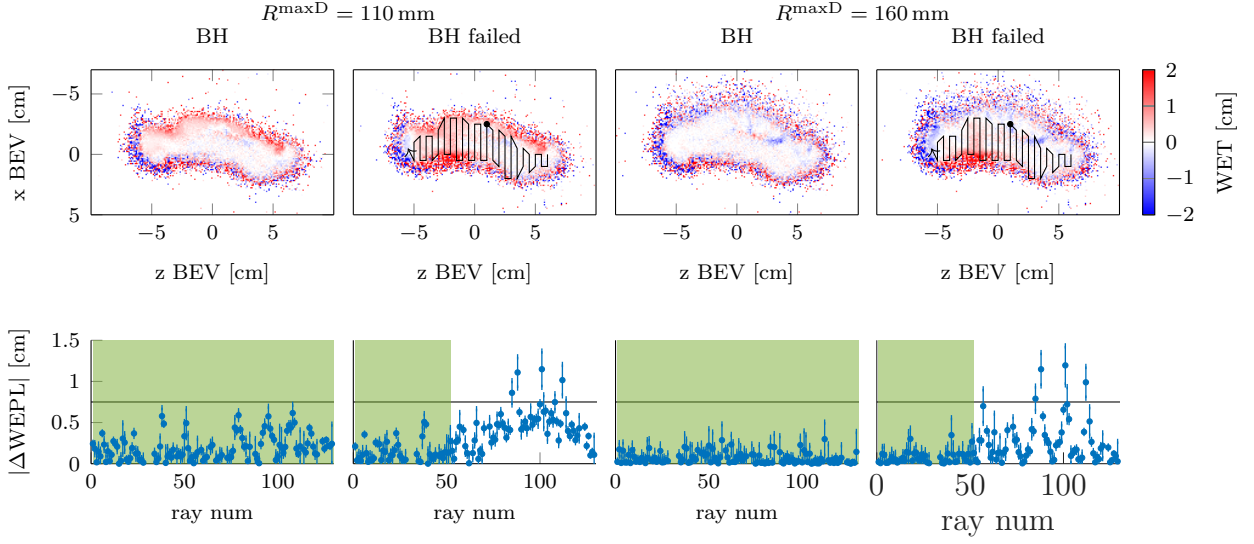 R^maxD = 110 mm R^maxD = 160 mm
BH BH failed BH BH failed
x BEV [cm]
−5
0
5
−5 0 5 −5 0 5 −5 0 5 −5 0 5
z BEV [cm] z BEV [cm] z BEV [cm] z BEV [cm]
2
1
0
−1
−2
WET [cm]
|ΔWEPL| [cm]
1.5
1
0.5
0
0 50 100 0 50 100 0 50 100 0 50 100
ray num ray num ray num ray num